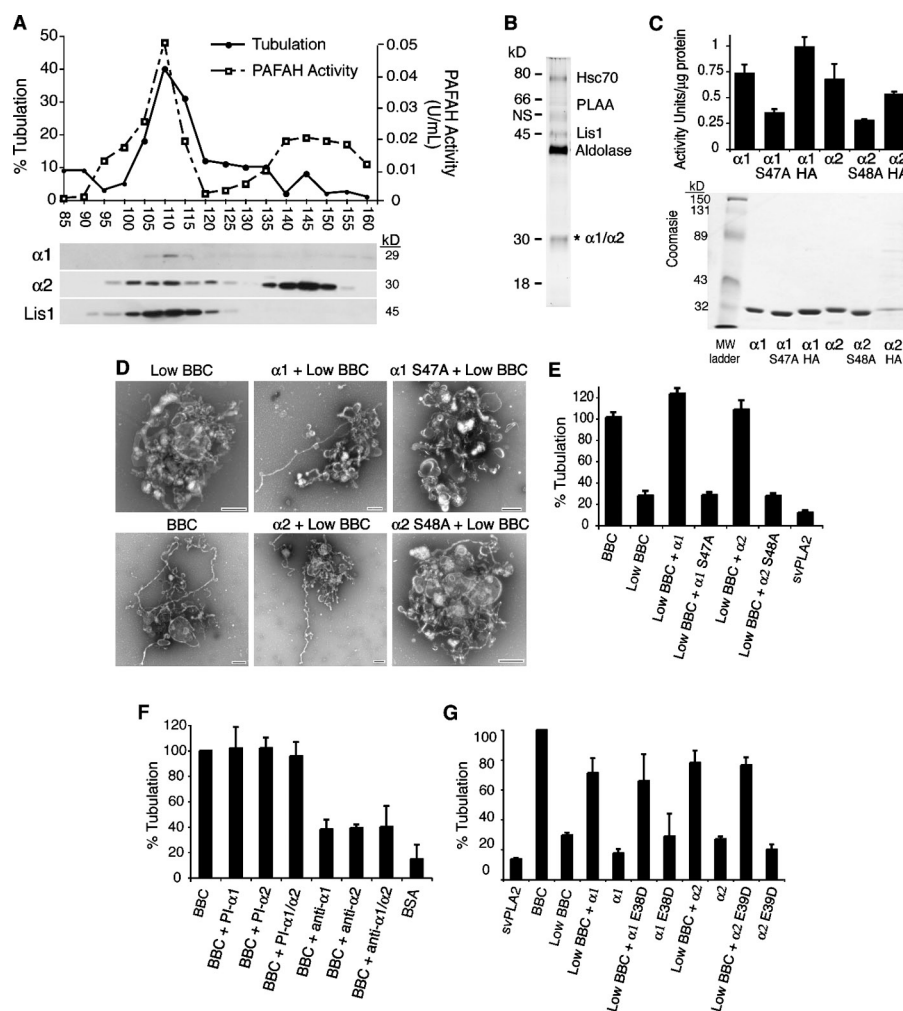 A
% Tubulation
50
40
30
20
10
0
Tubulation
PAFAH Activity
0.05
0.04
0.03
0.02
0.01
0
PAFAH Activity (U/mL)
85 90 95 100 105 110 115 120 125 130 135 140 145 150 155 160
kD
α1 29
α2 30
Lis1 45
B
kD
80 Hsc70
66 PLAA
NS
45 Lis1
Aldolase
30 * α1/α2
18
C
Activity Units/µg protein
1
0.75
0.5
0.25
α1 α1 S47A α1 HA α2 α2 S48A α2 HA
Coomasie
kD
150
131
89
43
32
MW ladder α1 α1 S47A α1 HA α2 α2 S48A α2 HA
D
Low BBC α1 + Low BBC α1 S47A + Low BBC
BBC α2 + Low BBC α2 S48A + Low BBC
E
% Tubulation
120
100
80
60
40
20
0
BBC
Low BBC
Low BBC + α1
Low BBC + α1 S47A
Low BBC + α2
Low BBC + α2 S48A
svPLA2
F
% Tubulation
120
100
80
60
40
20
0
BBC
BBC + PI-α1
BBC + PI-α2
BBC + PI-α1/α2
BBC + anti-α1
BBC + anti-α2
BBC + anti-α1/α2
BSA
G
% Tubulation
80
60
40
20
0
svPLA2
BBC
Low BBC
Low BBC + α1
α1
Low BBC + α1 E38D
α1 E38D
Low BBC + α2
α2
Low BBC + α2 E39D
α2 E39D